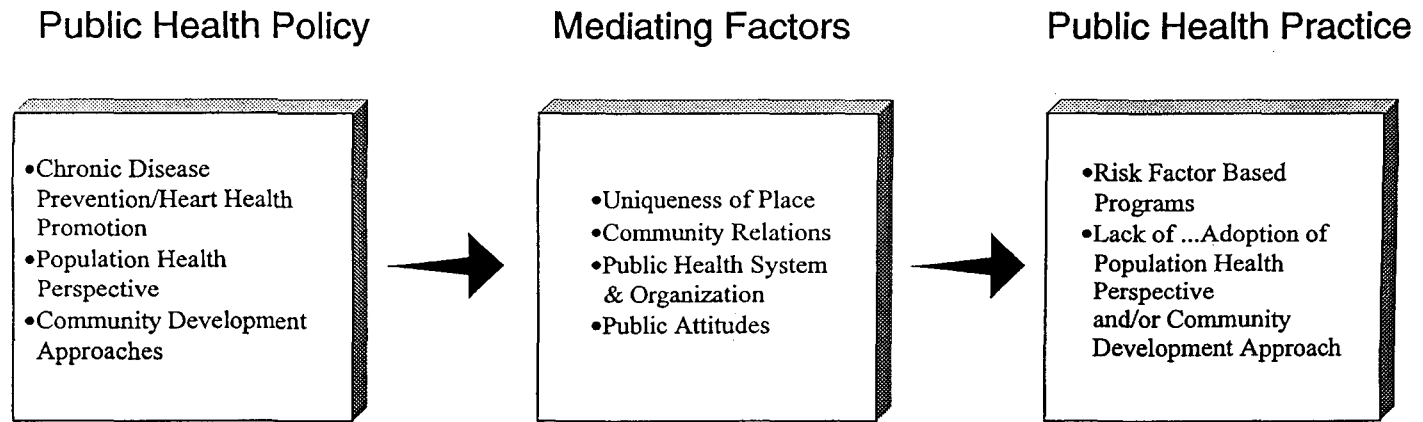 Public Health Policy
Mediating Factors
Public Health Practice
•Chronic Disease
Prevention/Heart Health
Promotion
•Population Health
Perspective
•Community Development
Approaches
•Uniqueness of Place
•Community Relations
•Public Health System
& Organization
•Public Attitudes
•Risk Factor Based
Programs
•Lack of ...Adoption of
Population Health
Perspective
and/or Community
Development Approach